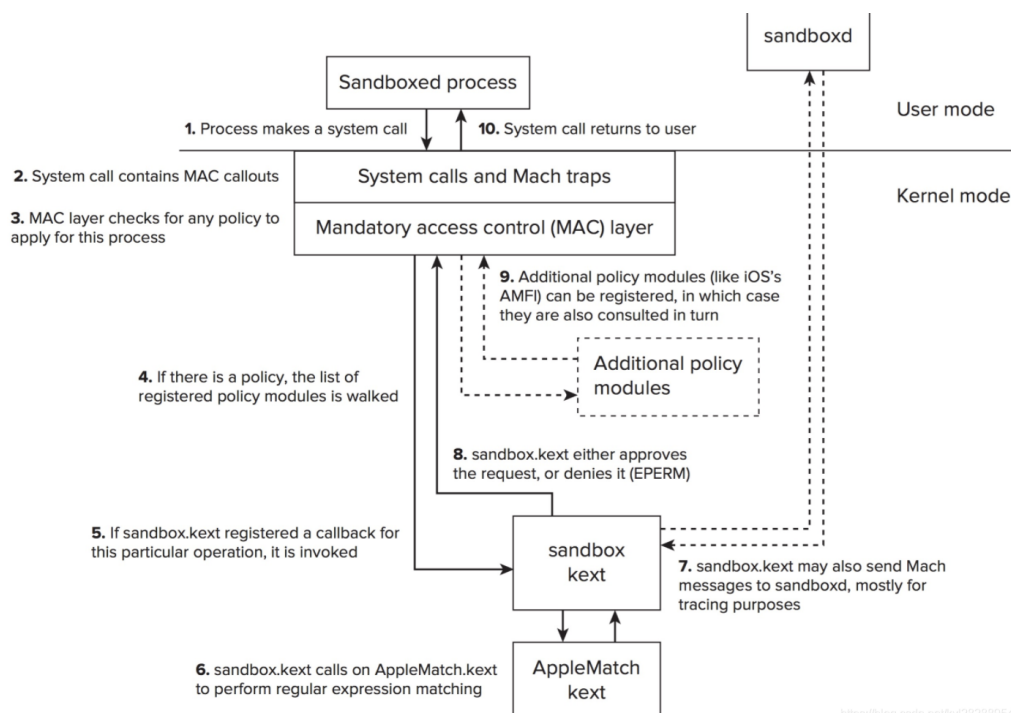 sandboxd
Sandboxed process
User mode
1. Process makes a system call
10. System call returns to user
2. System call contains MAC callouts
System calls and Mach traps
Kernel mode
3. MAC layer checks for any policy to
apply for this process
Mandatory access control (MAC) layer
9. Additional policy modules (like iOS's
AMFI) can be registered, in which case
they are also consulted in turn
4. If there is a policy, the list of
registered policy modules is walked
Additional policy
modules
8. sandbox.kext either approves
the request, or denies it (EPERM)
5. If sandbox.kext registered a callback for
this particular operation, it is invoked
sandbox
kext
7. sandbox.kext may also send Mach
messages to sandboxd, mostly for
tracing purposes
6. sandbox.kext calls on AppleMatch.kext
to perform regular expression matching
AppleMatch
kext